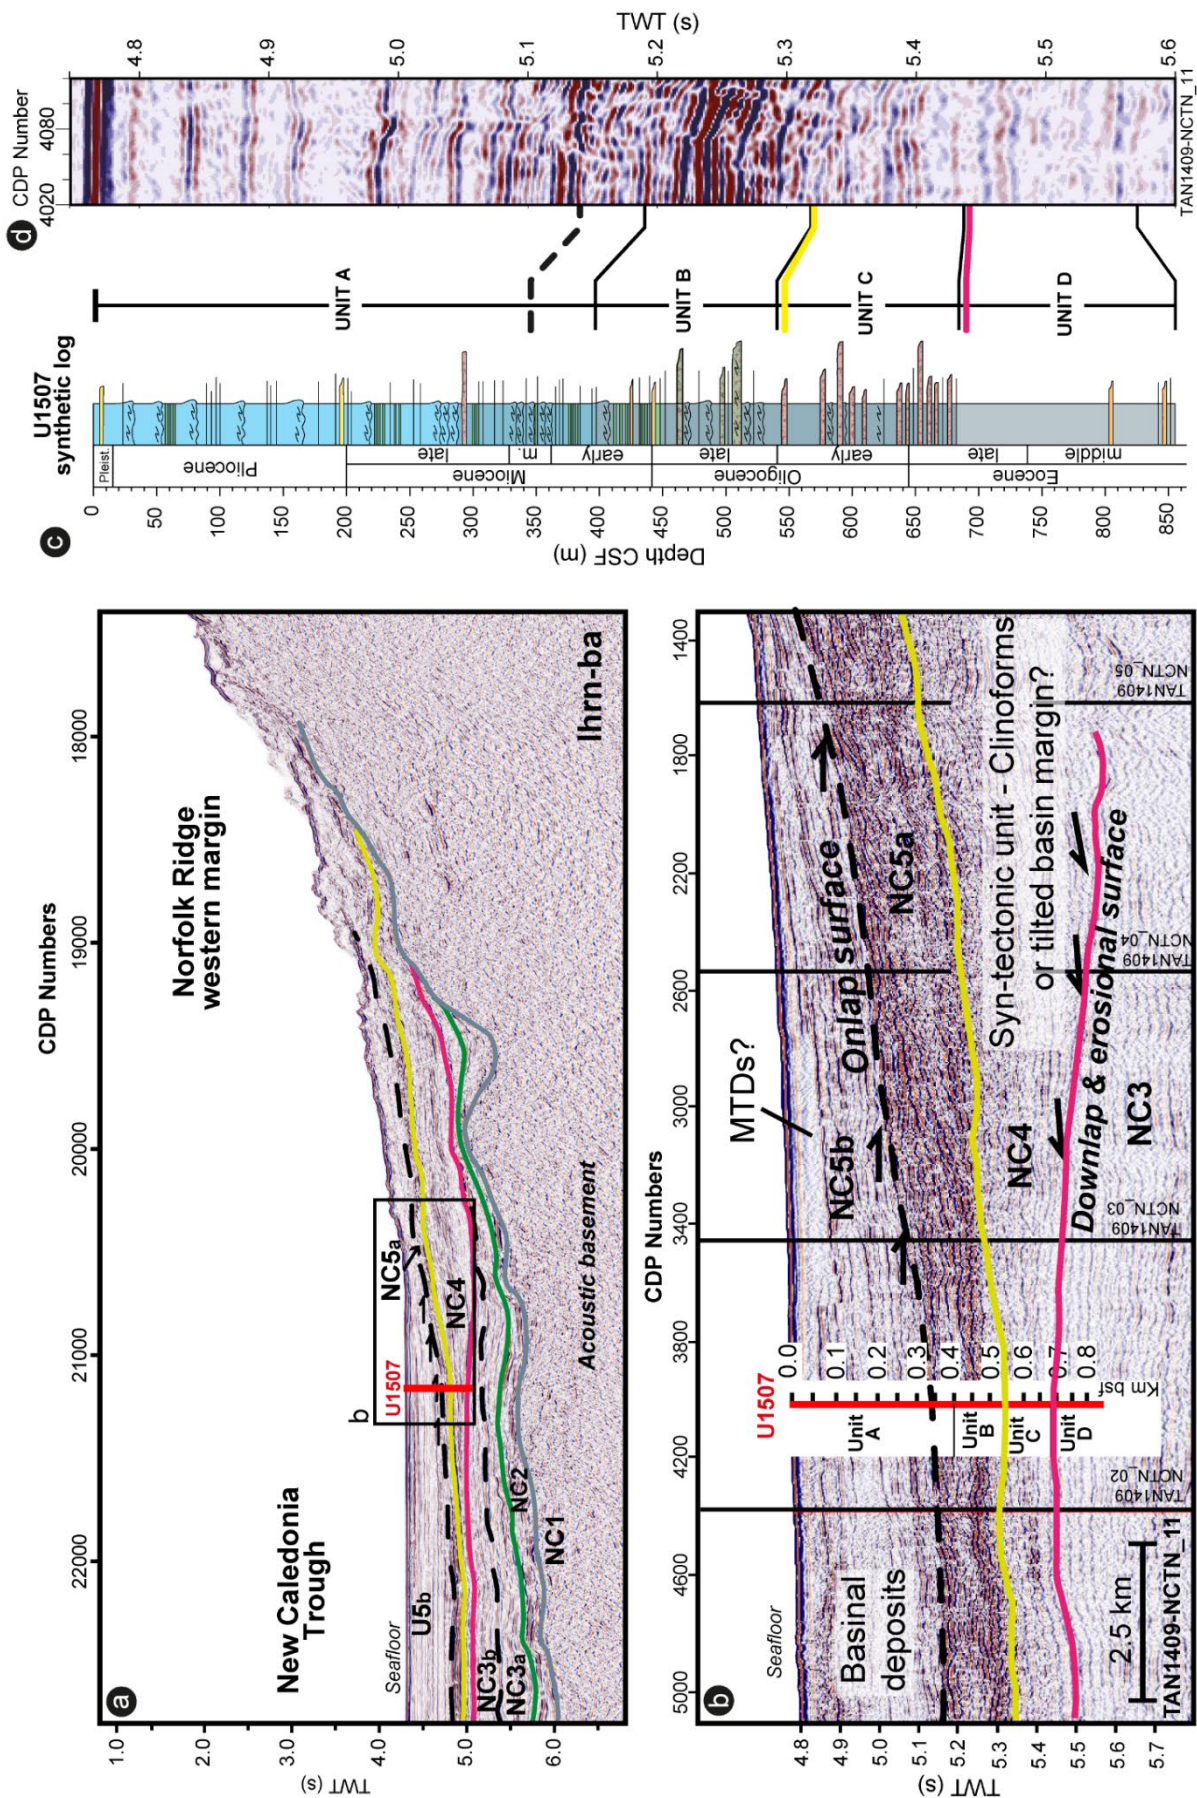 a
CDP Numbers
22000
21000
20000
19000
18000
TWT (s)
1.0
2.0
3.0
4.0
5.0
6.0
New Caledonia
Trough
Norfolk Ridge
western margin
Seafloor
U5b
U1507
b
NC5a
NC4
NC3b
NC3a
NC2
NC1
Acoustic basement
lhrn-ba
b
CDP Numbers
5000
4600
4200
3800
3400
3000
2600
2200
1800
1400
TWT
(s)
4.8
4.9
5.0
5.1
5.2
5.3
5.4
5.5
5.6
5.7
Seafloor
Basinal
deposits
U1507
0.0
0.1
0.2
0.3
0.4
0.5
0.6
0.7
0.8
Km bsf
Unit
A
Unit
B
Unit
C
Unit
D
MTDs?
NC5b
Onlap surface
NC5a
NC4
Syn-tectonic unit - Clinoforms
or tilted basin margin?
Downlap & erosional surface
NC3
2.5 km
TAN1409-NCTN_11
TAN1409
NCTN_02
TAN1409
NCTN_03
TAN1409
NCTN_04
TAN1409
NCTN_05
c
U1507
synthetic log
Depth CSF (m)
0
50
100
150
200
250
300
350
400
450
500
550
600
650
700
750
800
850
Pleist.
Pliocene
late
m.
early
Miocene
late
early
Oligocene
late
middle
Eocene
UNIT A
UNIT B
UNIT C
UNIT D
d
CDP Number
4020
4080
TWT (s)
4.8
4.9
5.0
5.1
5.2
5.3
5.4
5.5
5.6
TAN1409-NCTN_11